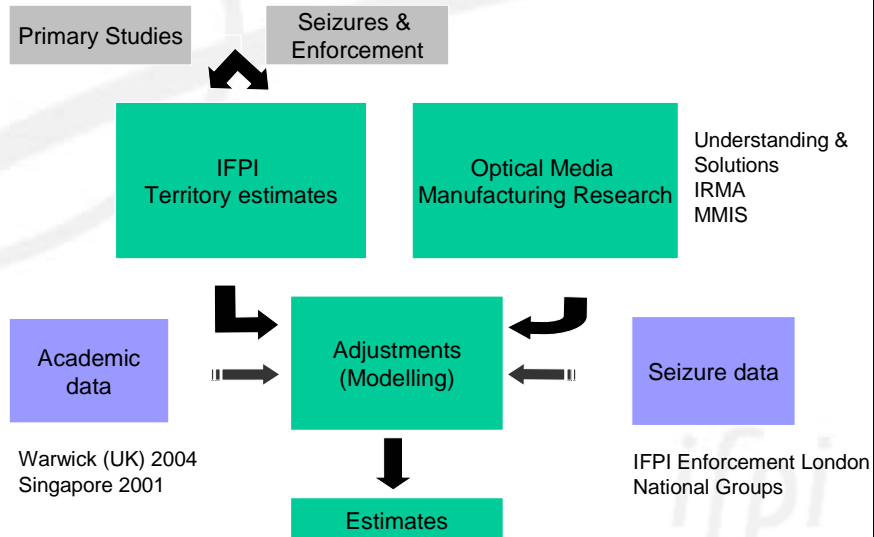 Primary Studies
Seizures &
Enforcement
IFPI
Territory estimates
Optical Media
Manufacturing Research
Understanding &
Solutions
IRMA
MMIS
Academic
data
Adjustments
(Modelling)
Seizure data
Warwick (UK) 2004
Singapore 2001
IFPI Enforcement London
National Groups
Estimates
ifpi